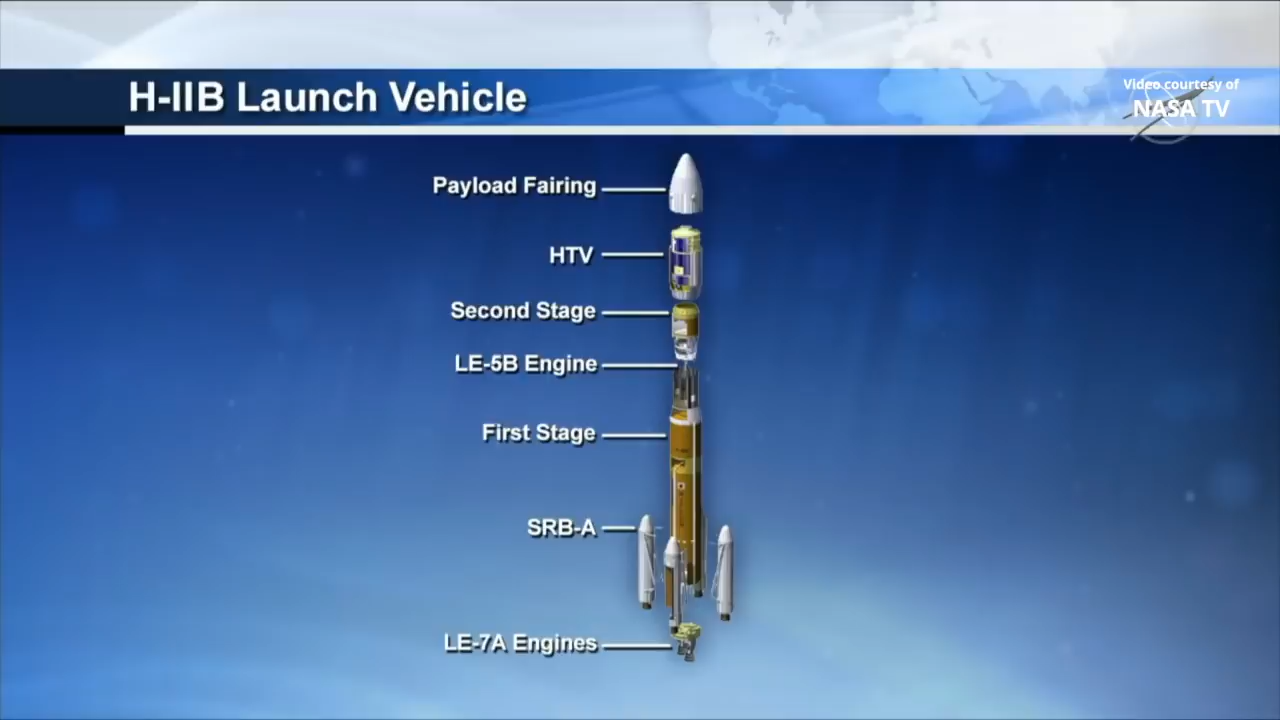 H-IIB Launch Vehicle
Video courtesy of
NASA TV
Payload Fairing
HTV
Second Stage
LE-5B Engine
First Stage
SRB-A
LE-7A Engines